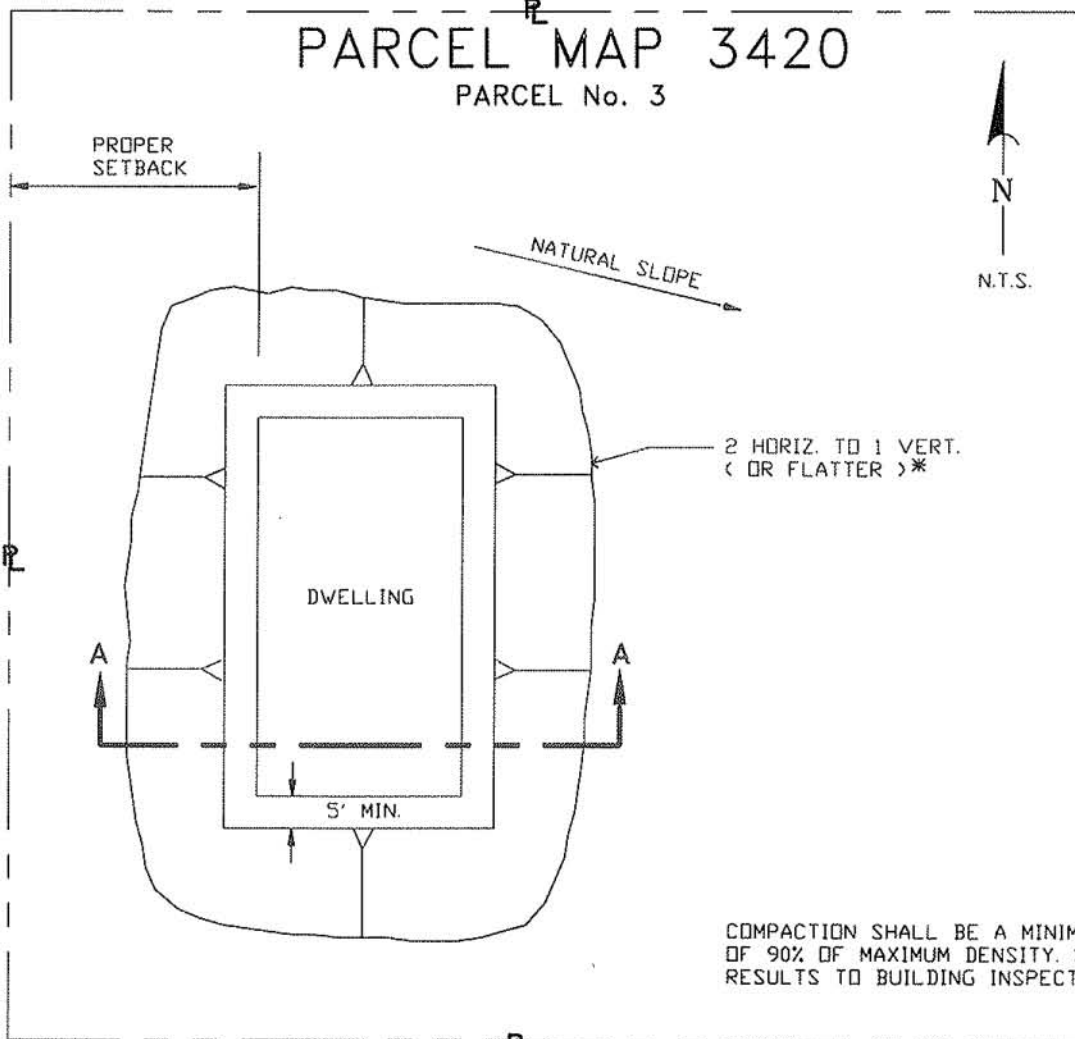 PL
PARCEL MAP 3420
PARCEL No. 3
PROPER
SETBACK
N
N.T.S.
NATURAL SLOPE
2 HORIZ. TO 1 VERT.
( OR FLATTER )*
PL
DWELLING
A
A
5' MIN.
COMPACTION SHALL BE A MINIM
OF 90% OF MAXIMUM DENSITY.
RESULTS TO BUILDING INSPECT